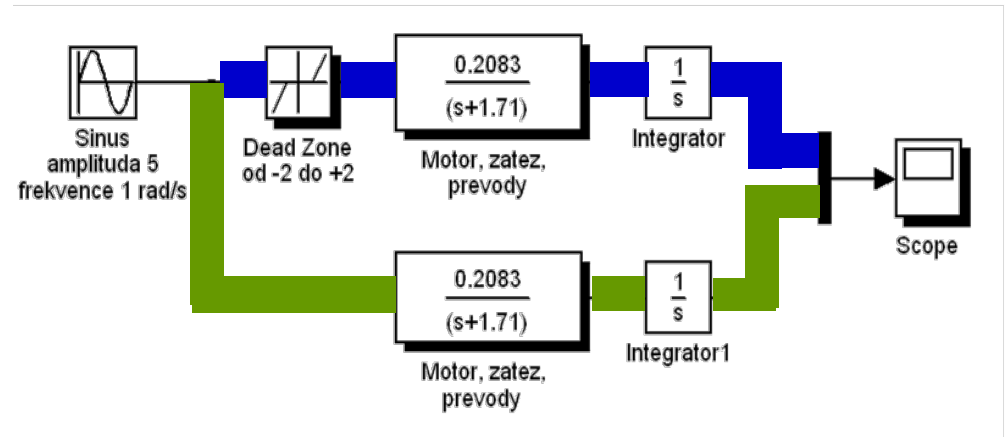 Sinus
amplituda 5
frekvence 1 rad/s
Dead Zone
od -2 do +2
0.2083
(s+1.71)
Motor, zatez,
prevody
1
s
Integrator
Scope
0.2083
(s+1.71)
Motor, zatez,
prevody
1
s
Integrator1